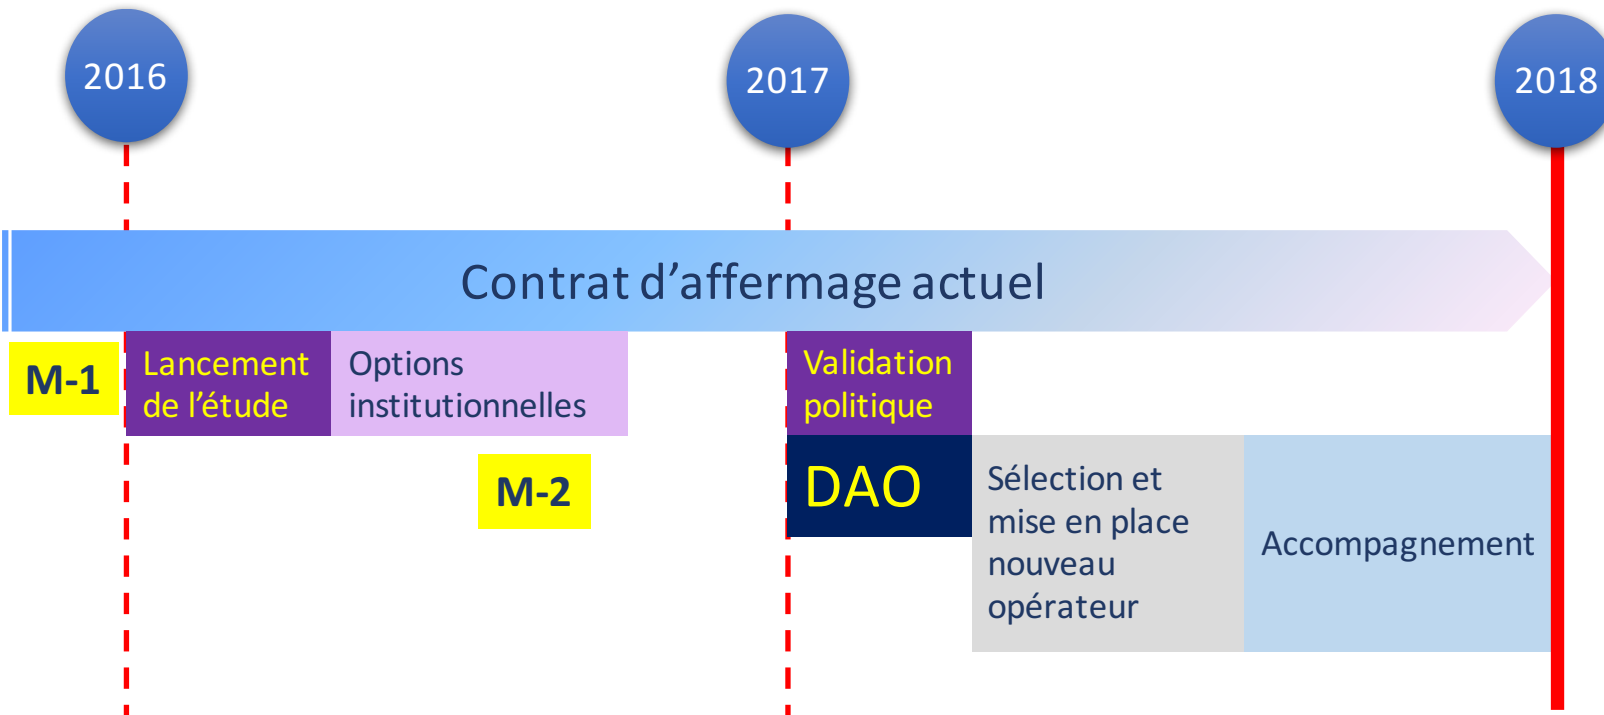 2016
2017
2018
Contrat d’affermage actuel
M-1
Lancement
de l’étude
Options
institutionnelles
Validation
politique
M-2
DAO
Sélection et
mise en place
nouveau
opérateur
Accompagnement